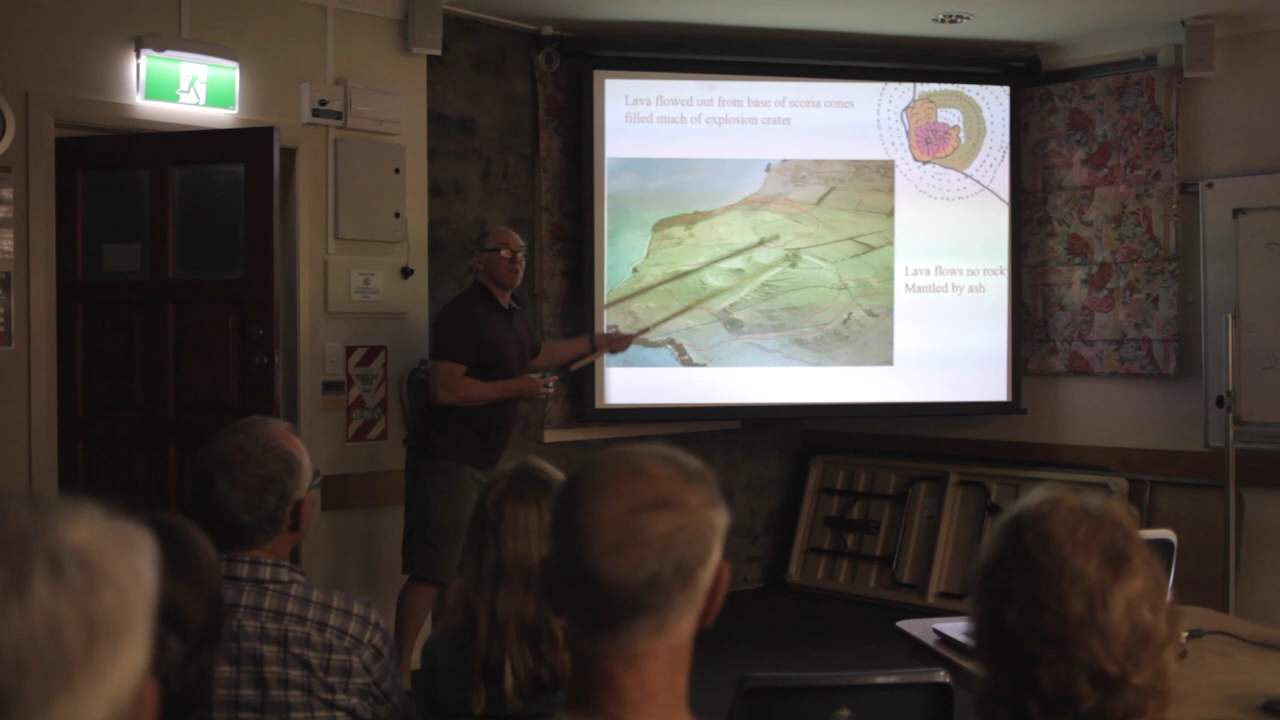 Lava flowed out from base of scoria cones
filled much of explosion crater
Lava flows no rock
Mantled by ash